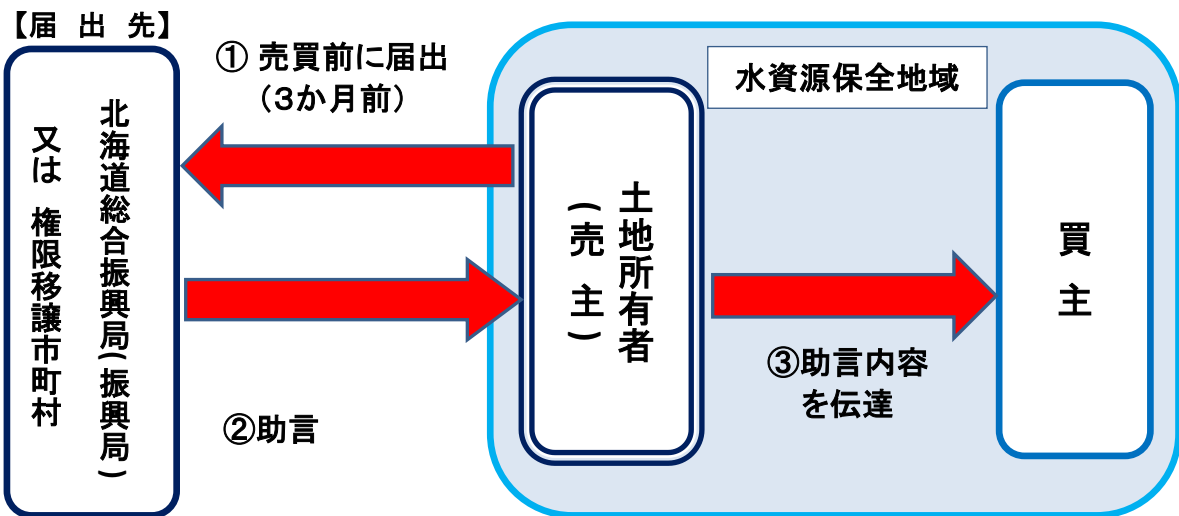 【届 出 先】
北海道総合振興局(振興局)
又は 権限移譲市町村
① 売買前に届出
(3か月前)
②助言
水資源保全地域
土地所有者
(売 主)
③助言内容
を伝達
買 主